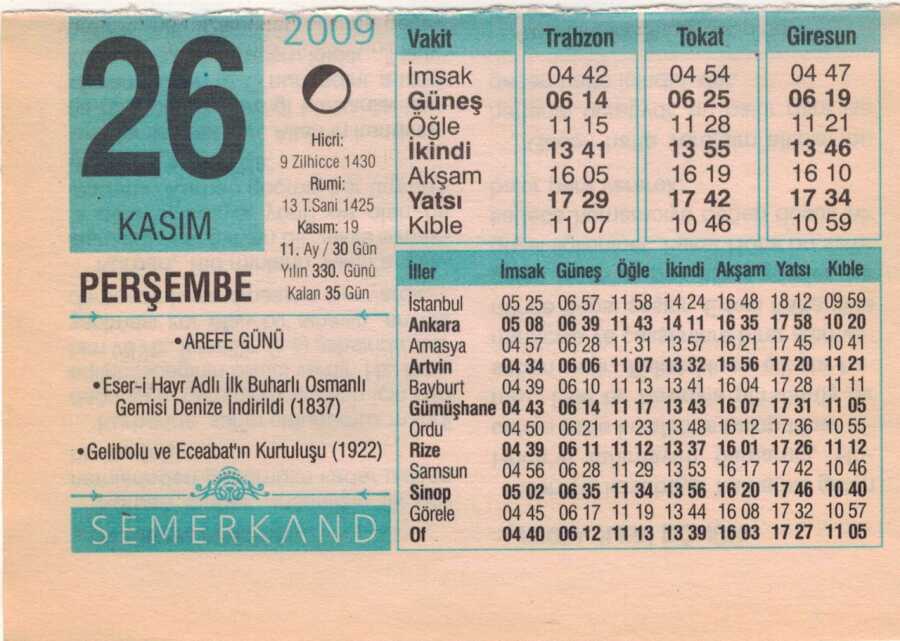 2009
26
KASIM
PERŞEMBE
Hicri:
9 Zilhicce 1430
Rumi:
13 T.Sani 1425
Kasım: 19
11. Ay / 30 Gün
Yılın 330. Günü
Kalan 35 Gün
•AREFE GÜNÜ
•Eser-i Hayr Adlı İlk Buharlı Osmanlı
Gemisi Denize İndirildi (1837)
•Gelibolu ve Eceabat'ın Kurtuluşu (1922)
SEMERKAND
Vakit Trabzon Tokat Giresun
İmsak 04 42 04 54 04 47
Güneş 06 14 06 25 06 19
Öğle 11 15 11 28 11 21
İkindi 13 41 13 55 13 46
Akşam 16 05 16 19 16 10
Yatsı 17 29 17 42 17 34
Kıble 11 07 10 46 10 59
İller İmsak Güneş Öğle İkindi Akşam Yatsı Kıble
İstanbul 05 25 06 57 11 58 14 24 16 48 18 12 09 59
Ankara 05 08 06 39 11 43 14 11 16 35 17 58 10 20
Amasya 04 57 06 28 11 31 13 57 16 21 17 45 10 41
Artvin 04 34 06 06 11 07 13 32 15 56 17 20 11 21
Bayburt 04 39 06 10 11 13 13 41 16 04 17 28 11 11
Gümüşhane 04 43 06 14 11 17 13 43 16 07 17 31 11 05
Ordu 04 50 06 21 11 23 13 48 16 12 17 36 10 55
Rize 04 39 06 11 11 12 13 37 16 01 17 26 11 12
Samsun 04 56 06 28 11 29 13 53 16 17 17 42 10 46
Sinop 05 02 06 35 11 34 13 56 16 20 17 46 10 40
Görele 04 45 06 17 11 19 13 44 16 08 17 32 10 57
Of 04 40 06 12 11 13 13 39 16 03 17 27 11 05